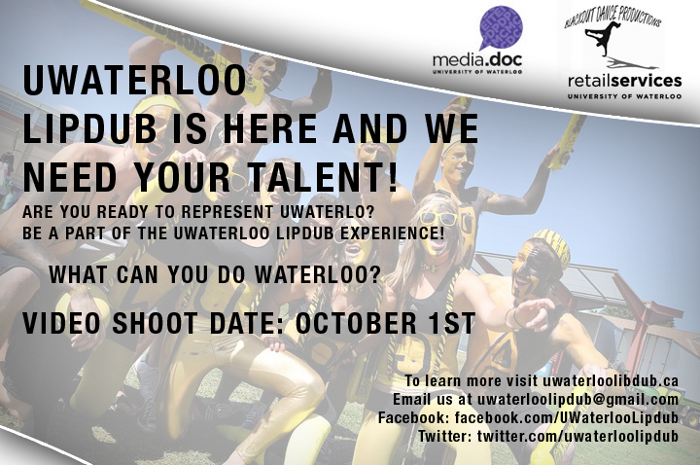 media.doc
UNIVERSITY OF WATERLOO
BLACKOUT DANCE PRODUCTIONS
retailservices
UNIVERSITY OF WATERLOO
UWATERLOO
LIPDUB IS HERE AND WE
NEED YOUR TALENT!
ARE YOU READY TO REPRESENT UWATERLO?
BE A PART OF THE UWATERLOO LIPDUB EXPERIENCE!
WHAT CAN YOU DO WATERLOO?
VIDEO SHOOT DATE: OCTOBER 1ST
To learn more visit uwaterloolibdub.ca
Email us at uwaterloolipdub@gmail.com
Facebook: facebook.com/UWaterlooLipdub
Twitter: twitter.com/uwaterloolipdub